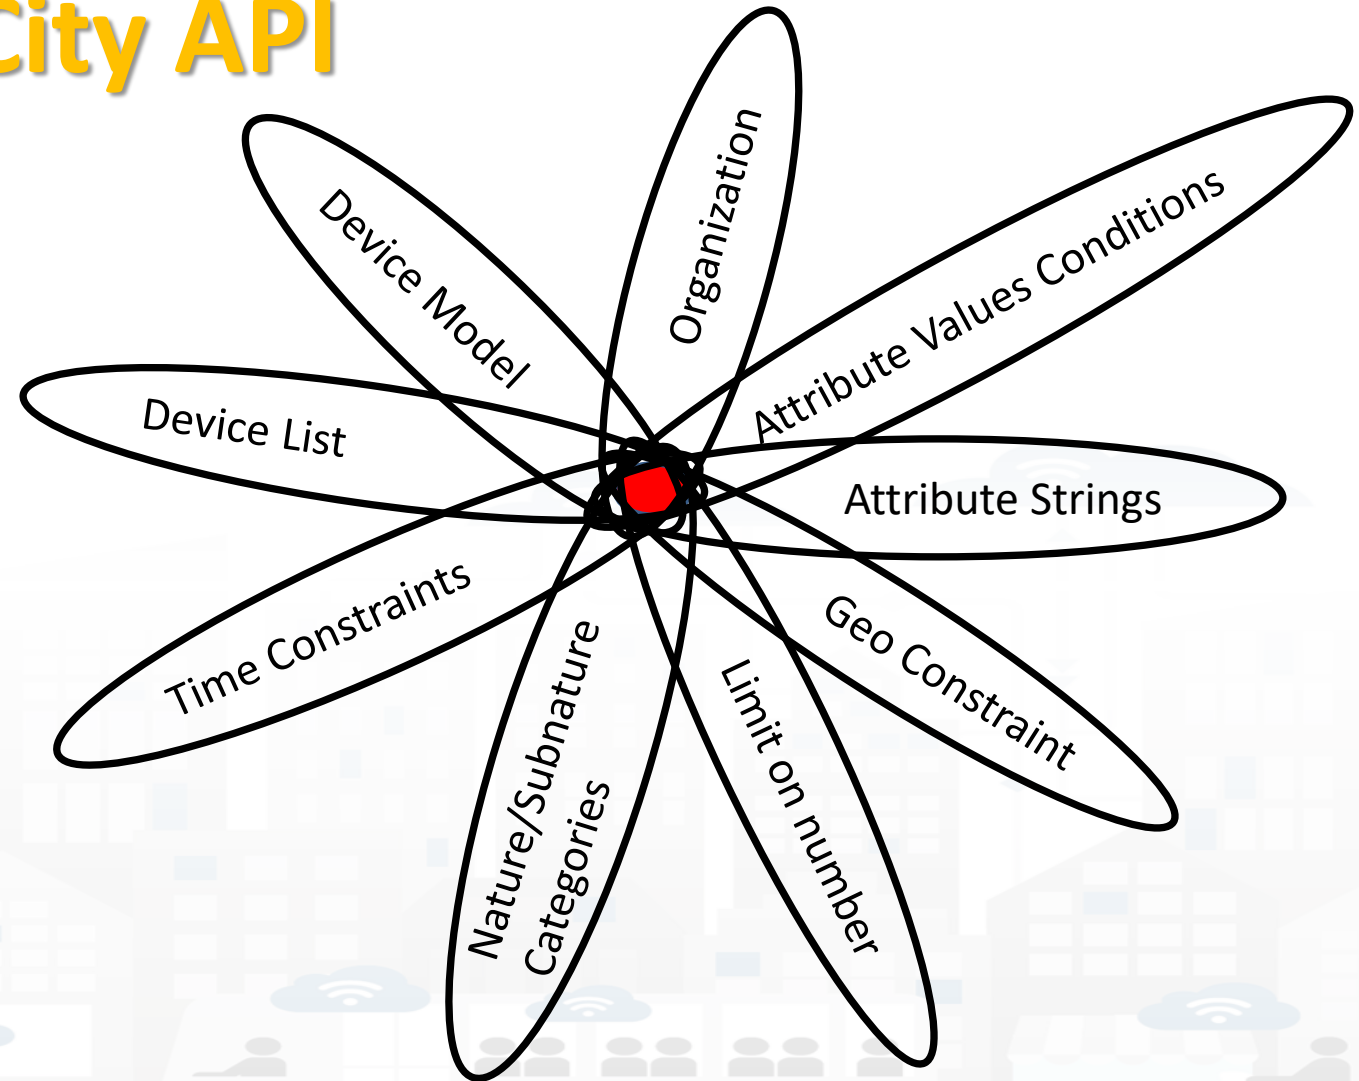 City API
Organization
Attribute Values Conditions
Device Model
Device List
Attribute Strings
Time Constraints
Geo Constraint
Nature/Subnature
Categories
Limit on number